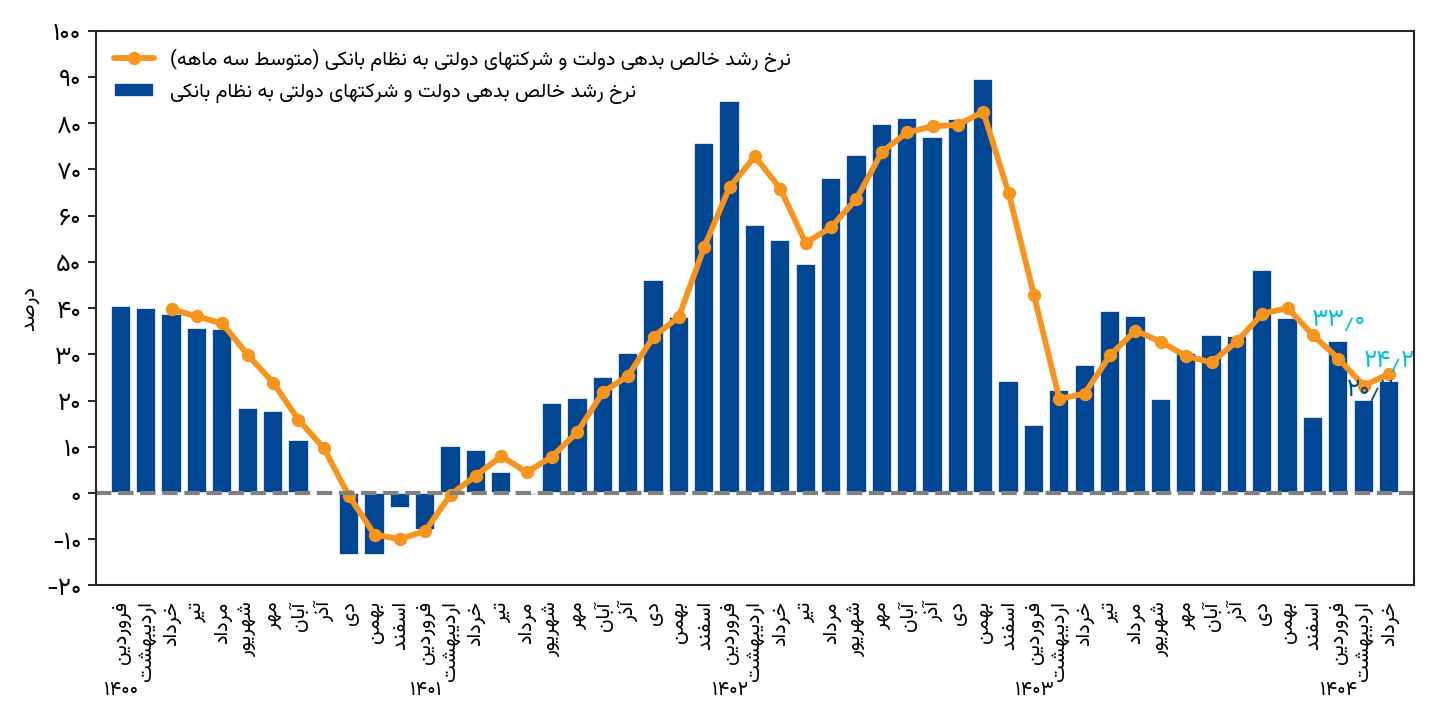 نرخ رشد خالص بدهی دولت و شرکتهای دولتی به نظام بانکی (متوسط سه ماهه)
نرخ رشد خالص بدهی دولت و شرکتهای دولتی به نظام بانکی
درصد
۱۰۰
۹۰
۸۰
۷۰
۶۰
۵۰
۴۰
۳۰
۲۰
۱۰
۰
-۱۰
-۲۰
۳۳٫۰
۲۴٫۲
فروردین
اردیبهشت
خرداد
تیر
مرداد
شهریور
مهر
آبان
آذر
دی
بهمن
اسفند
فروردین
اردیبهشت
خرداد
تیر
مرداد
شهریور
مهر
آبان
آذر
دی
بهمن
اسفند
فروردین
اردیبهشت
خرداد
تیر
مرداد
شهریور
مهر
آبان
آذر
دی
بهمن
اسفند
فروردین
اردیبهشت
خرداد
تیر
مرداد
شهریور
مهر
آبان
آذر
دی
بهمن
اسفند
فروردین
اردیبهشت
خرداد
۱۴۰۰
۱۴۰۱
۱۴۰۲
۱۴۰۳
۱۴۰۴